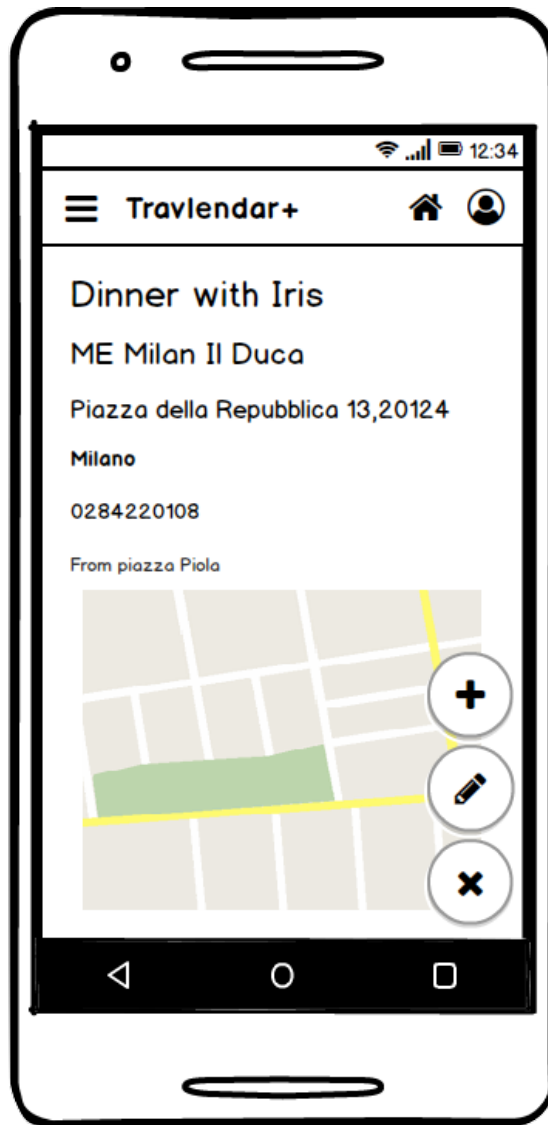 12:34
Travlendar+
Dinner with Iris
ME Milan Il Duca
Piazza della Repubblica 13,20124
Milano
0284220108
From piazza Piola